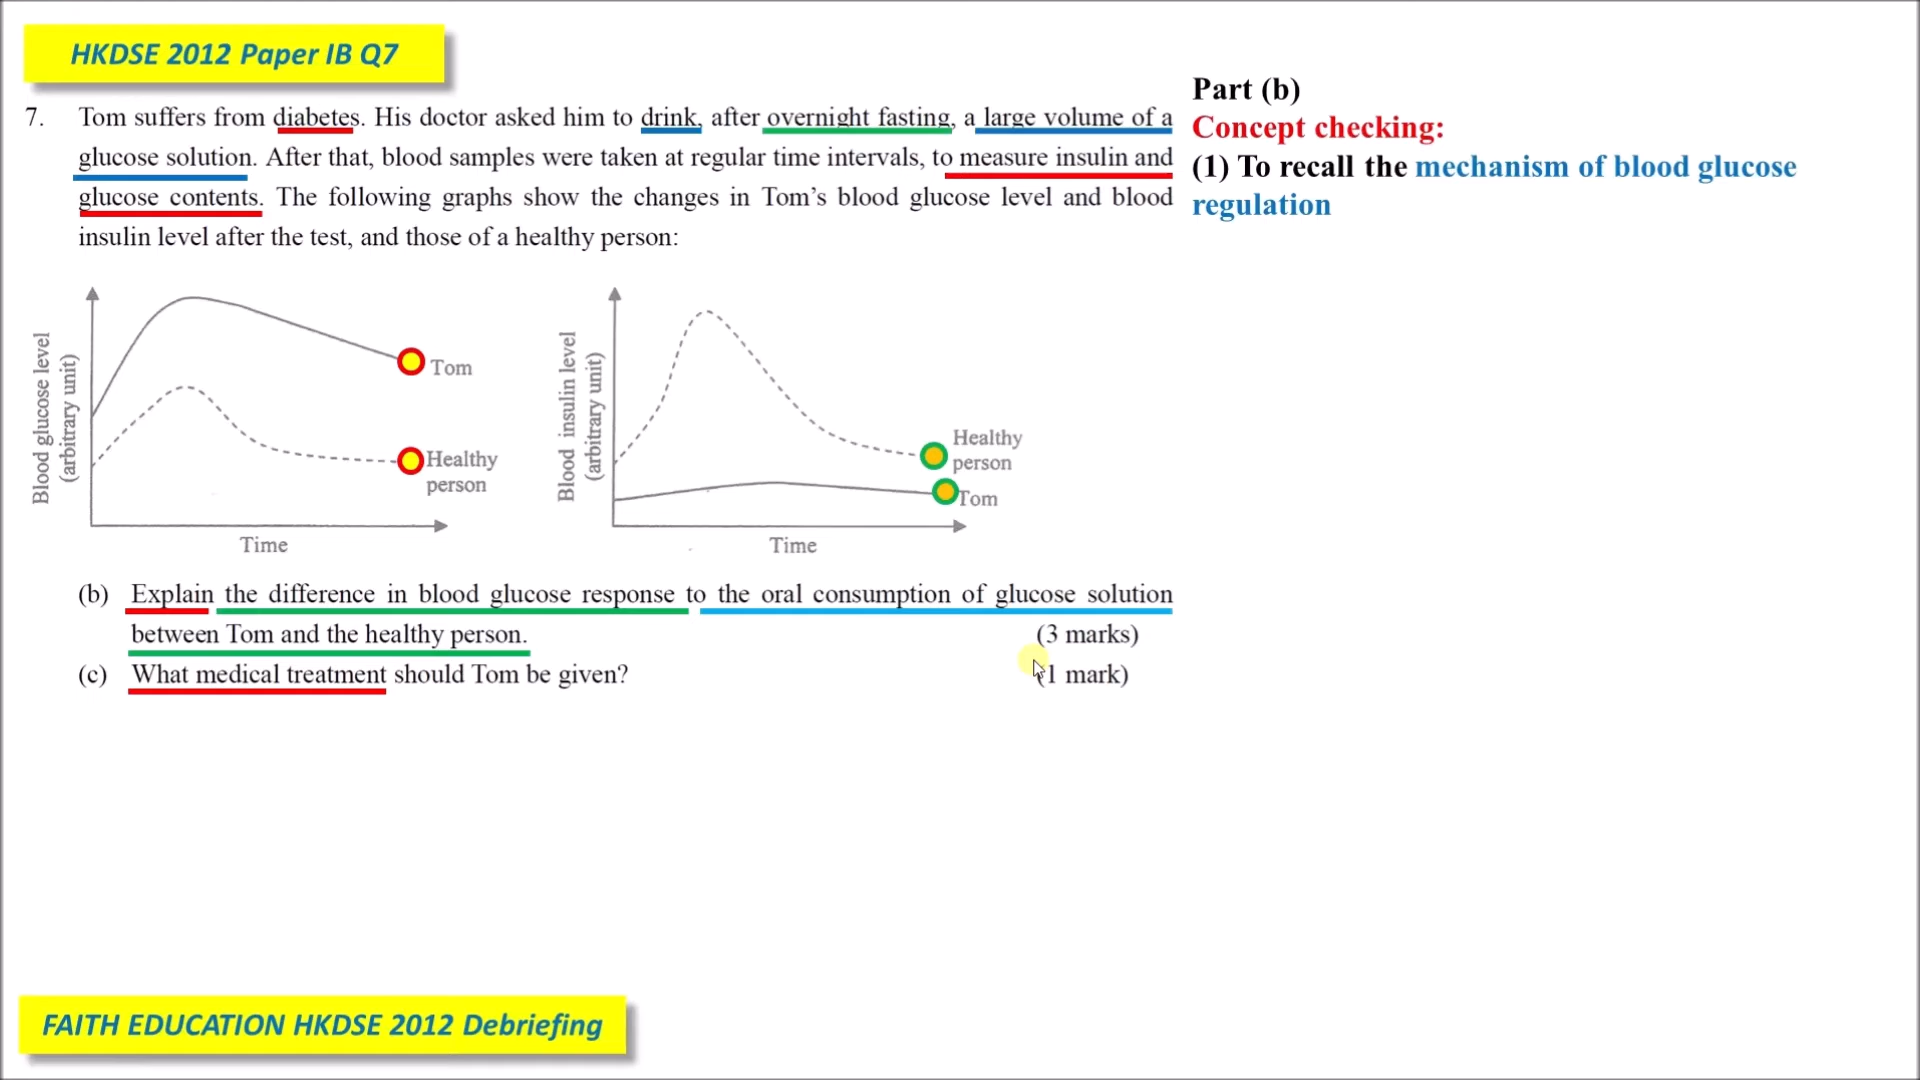 HKDSE 2012 Paper IB Q7
7. Tom suffers from diabetes. His doctor asked him to drink, after overnight fasting, a large volume of a
glucose solution. After that, blood samples were taken at regular time intervals, to measure insulin and
glucose contents. The following graphs show the changes in Tom's blood glucose level and blood
insulin level after the test, and those of a healthy person:
Part (b)
Concept checking:
(1) To recall the mechanism of blood glucose
regulation
Blood glucose level
(arbitrary unit)
Tom
Healthy
person
Time
Blood insulin level
(arbitrary unit)
Healthy
person
Tom
Time
(b) Explain the difference in blood glucose response to the oral consumption of glucose solution
between Tom and the healthy person. (3 marks)
(c) What medical treatment should Tom be given? (1 mark)
FAITH EDUCATION HKDSE 2012 Debriefing